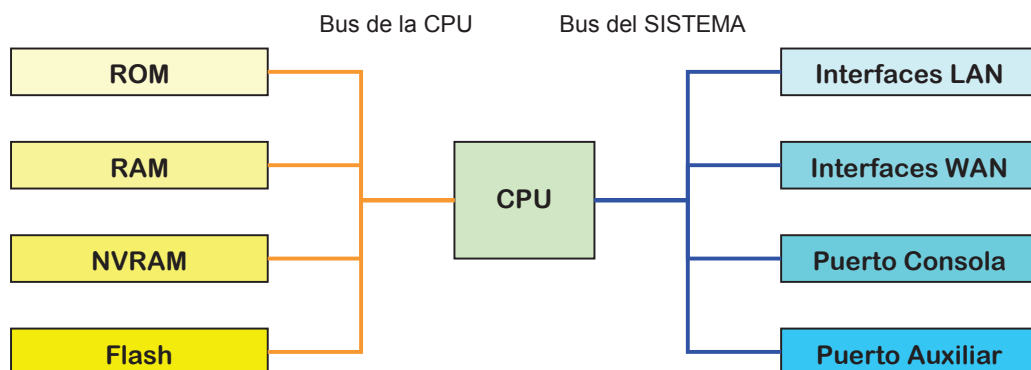 Bus de la CPU
Bus del SISTEMA
ROM
RAM
NVRAM
Flash
CPU
Interfaces LAN
Interfaces WAN
Puerto Consola
Puerto Auxiliar